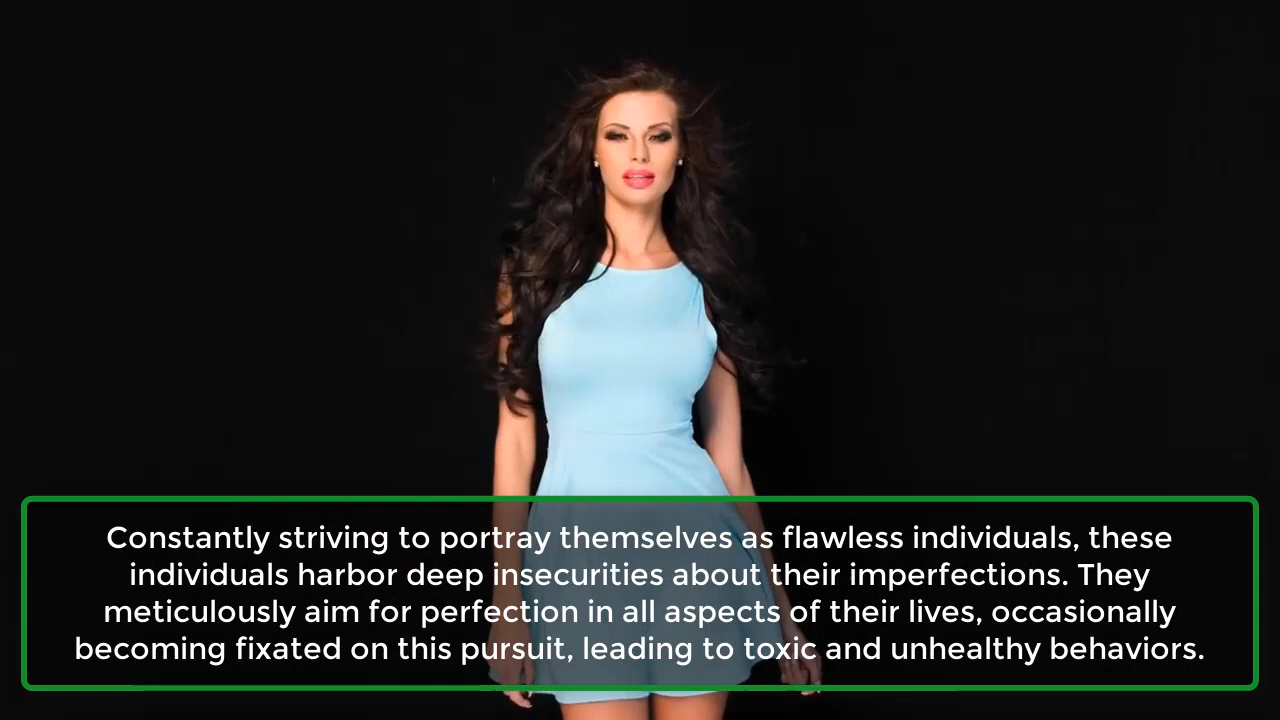 Constantly striving to portray themselves as flawless individuals, these
individuals harbor deep insecurities about their imperfections. They
meticulously aim for perfection in all aspects of their lives, occasionally
becoming fixated on this pursuit, leading to toxic and unhealthy behaviors.